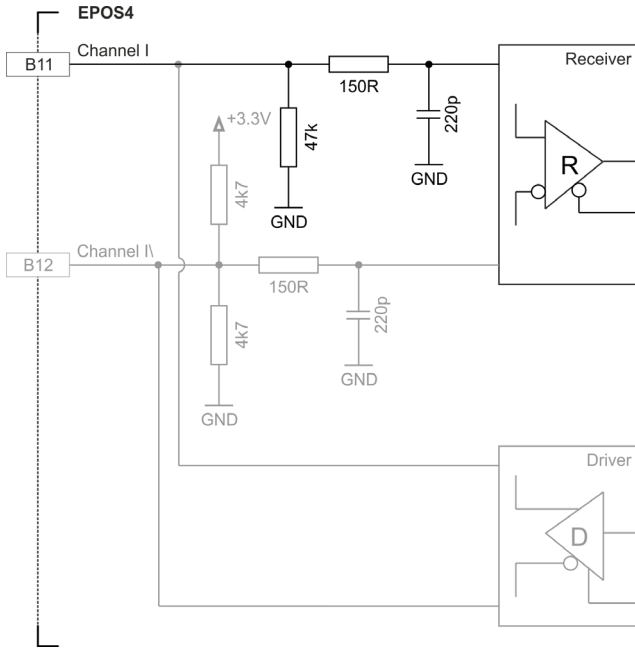 EPOS4
Channel I
B11
Receiver
150R
220p
+3.3V
47k
GND
R
4k7
GND
Channel I\
B12
150R
220p
4k7
GND
GND
Driver
D